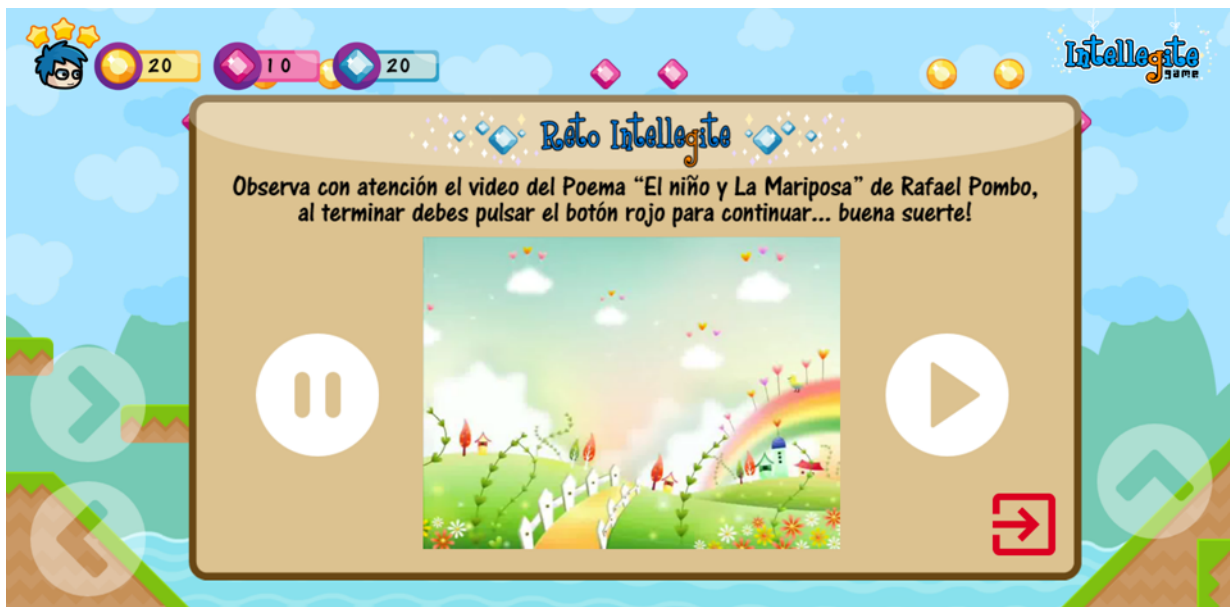 20
10
20
Intellegite
game
Reto Intellegite
Observa con atención el video del Poema “El niño y La Mariposa” de Rafael Pombo,
al terminar debes pulsar el botón rojo para continuar... buena suerte!